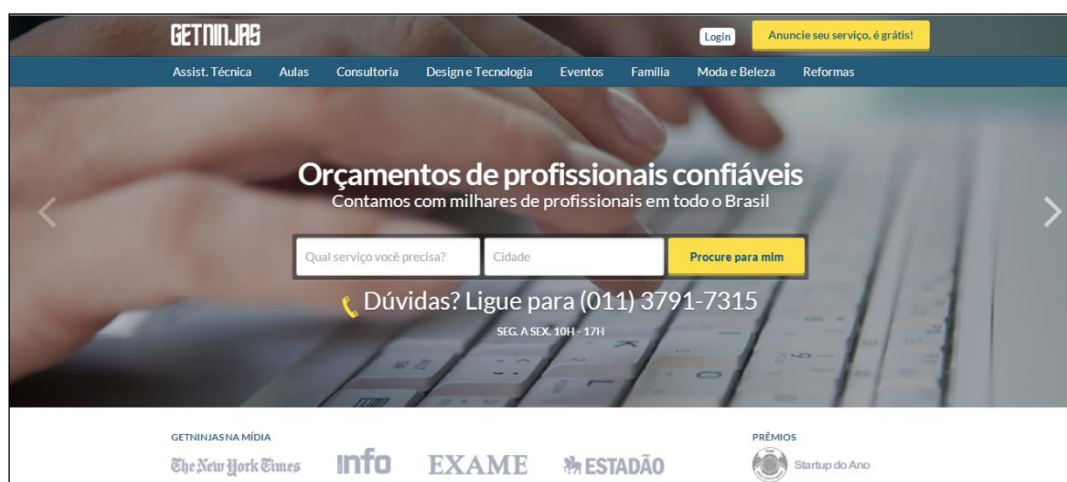 GETNINJAS
Login
Anuncie seu serviço, é grátis!
Assist. Técnica Aulas Consultoria Design e Tecnologia Eventos Família Moda e Beleza Reformas
Orçamentos de profissionais confiáveis
Contamos com milhares de profissionais em todo o Brasil
Qual serviço você precisa? Cidade Procure para mim
Dúvidas? Ligue para (011) 3791-7315
SEG. A SEX. 10H - 17H
GETNINJAS NA MÍDIA PRÊMIOS
The New York Times info EXAME ESTADÃO Startup do Ano